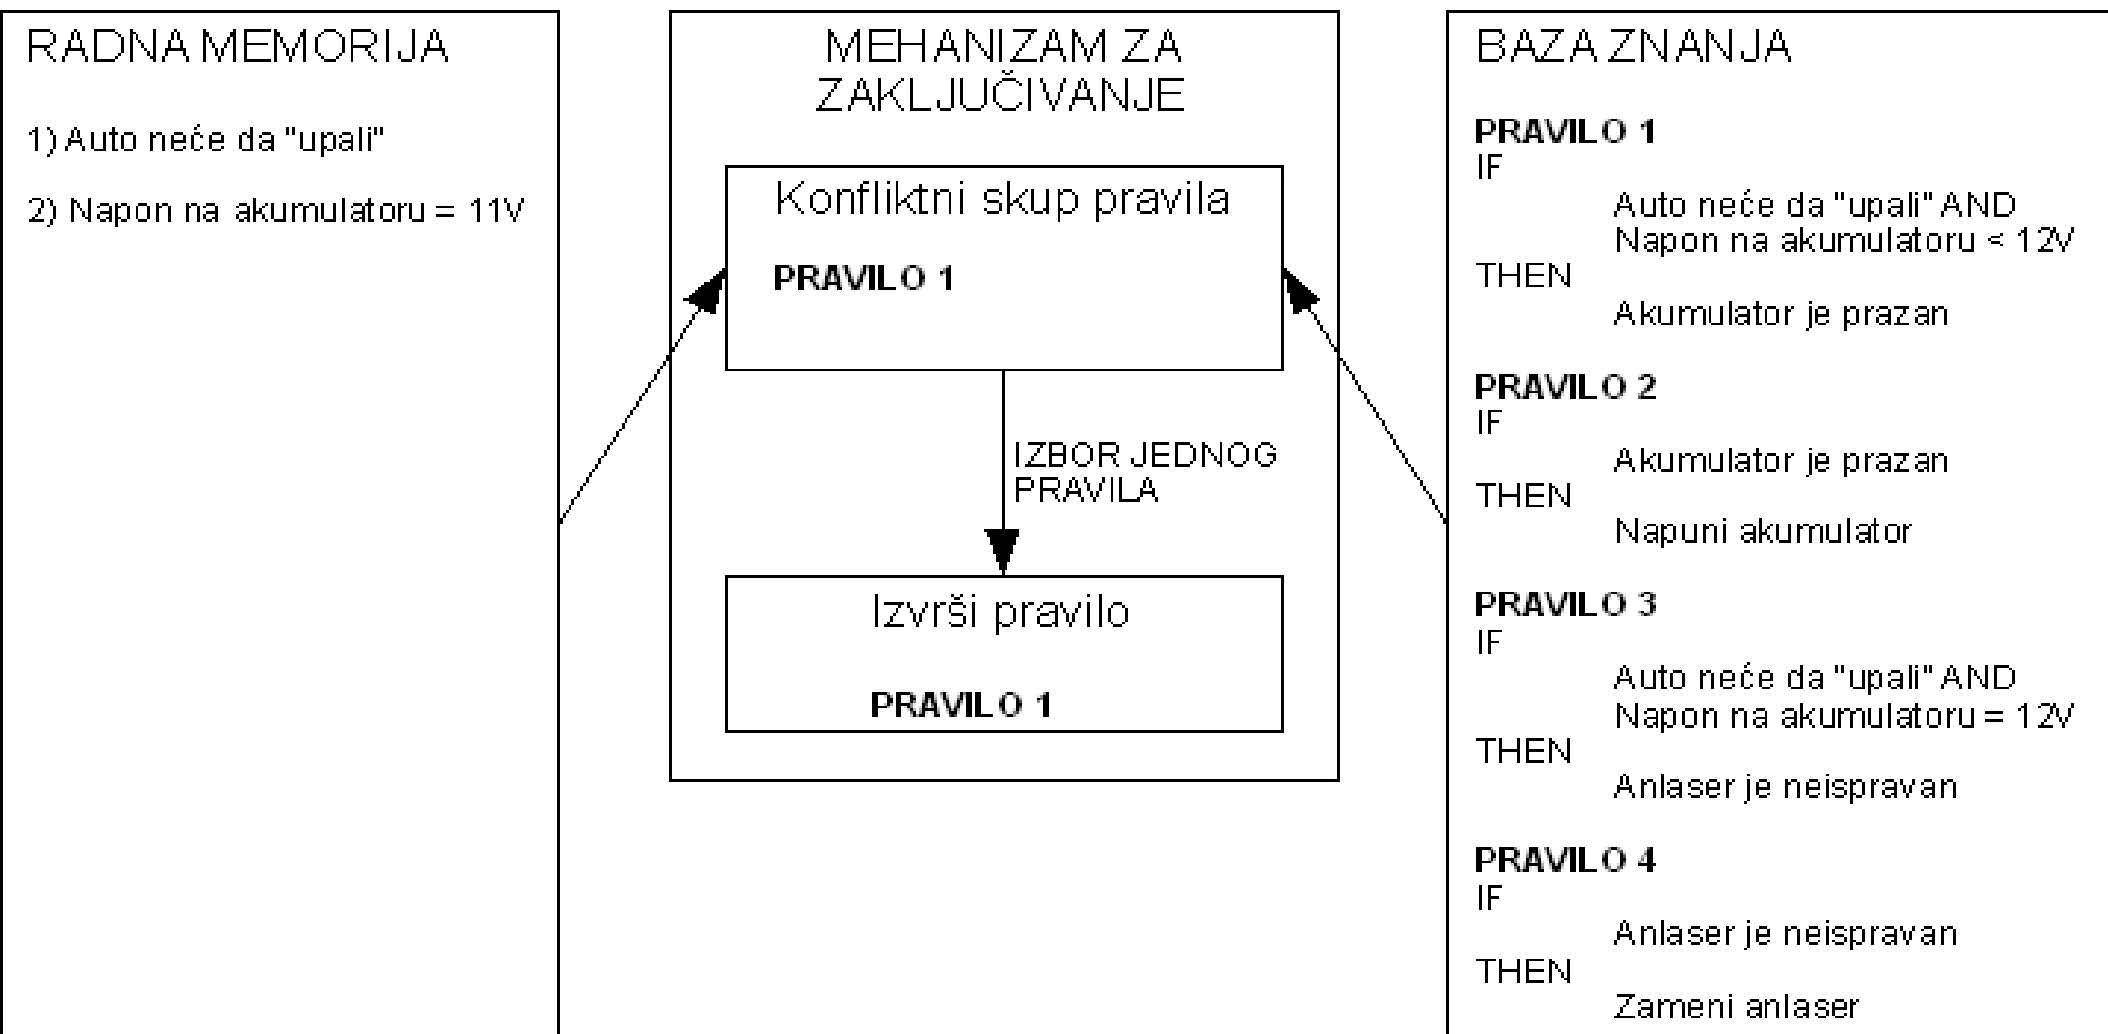 RADNA MEMORIJA
1) Auto neće da "upali"
2) Napon na akumulatoru = 11V
MEHANIZAM ZA
ZAKLJUČIVANJE
Konfliktni skup pravila
PRAVILO 1
IZBOR JEDNOG
PRAVILA
Izvrši pravilo
PRAVILO 1
BAZA ZNANJA
PRAVILO 1
IF
Auto neće da "upali" AND
Napon na akumulatoru < 12V
THEN
Akumulator je prazan
PRAVILO 2
IF
Akumulator je prazan
THEN
Napuni akumulator
PRAVILO 3
IF
Auto neće da "upali" AND
Napon na akumulatoru = 12V
THEN
Anlaser je neispravan
PRAVILO 4
IF
Anlaser je neispravan
THEN
Zameni anlaser